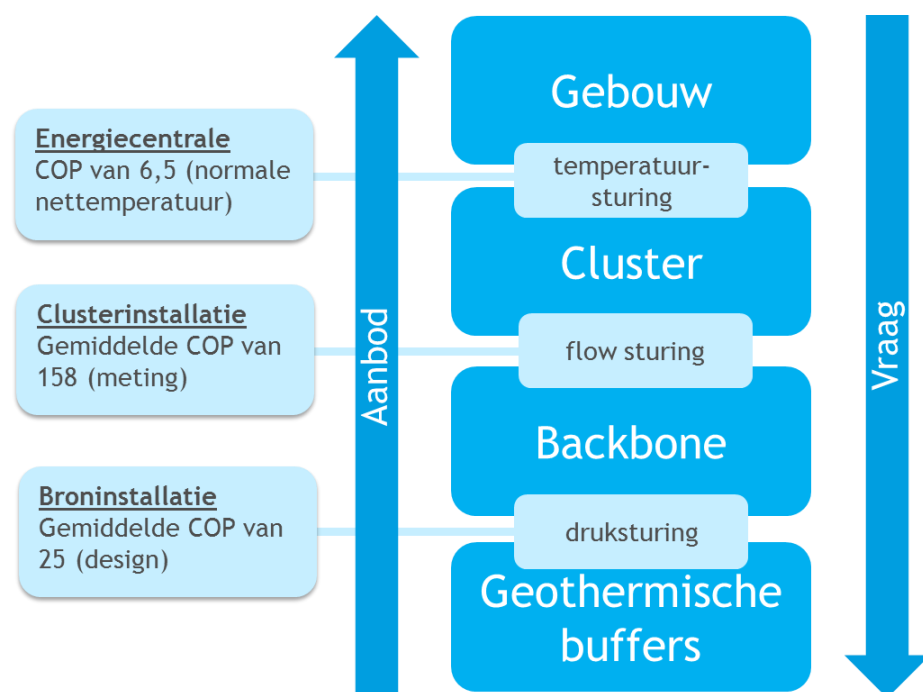 Gebouw
Energiecentrale
COP van 6,5 (normale
nettemperatuur)
temperatuur-
sturing
Cluster
Clusterinstallatie
Gemiddelde COP van
158 (meting)
flow sturing
Aanbod
Vraag
Backbone
Broninstallatie
Gemiddelde COP van
25 (design)
druksturing
Geothermische
buffers